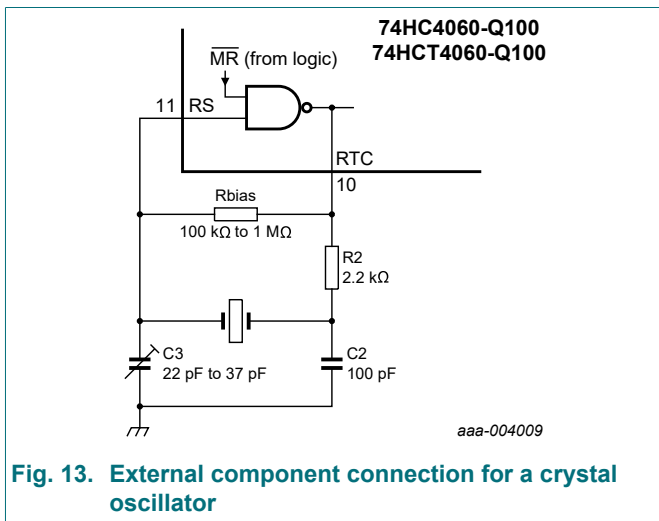 74HC4060-Q100
74HCT4060-Q100
MR (from logic)
11 RS
RTC
10
Rbias
100 kΩ to 1 MΩ
R2
2.2 kΩ
C3
22 pF to 37 pF
C2
100 pF
aaa-004009
Fig. 13. External component connection for a crystal
oscillator